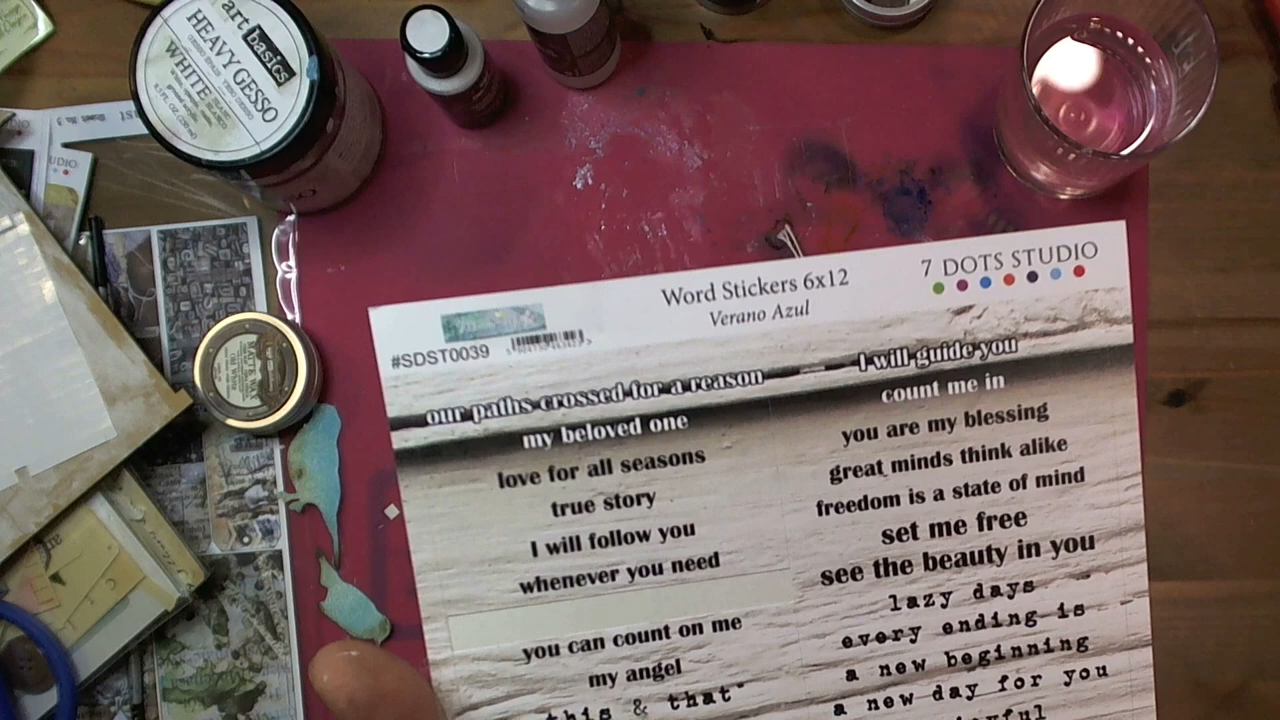 art
basics
HEAVY GESSO
WHITE
7 DOTS STUDIO
Word Stickers 6x12
Verano Azul
#SDST0039
our paths crossed for a reason
my beloved one
love for all seasons
true story
I will follow you
whenever you need
you can count on me
my angel
this & that
I will guide you
count me in
you are my blessing
great minds think alike
freedom is a state of mind
set me free
see the beauty in you
lazy days
every ending is
a new beginning
a new day for you